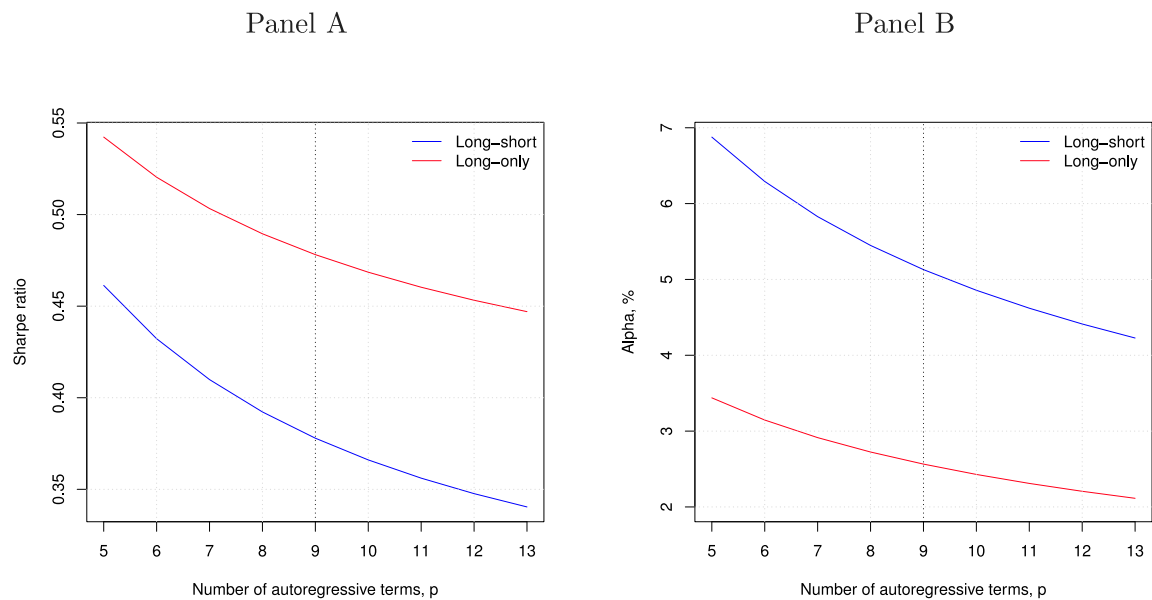 Panel A
Sharpe ratio
0.55
0.50
0.45
0.40
0.35
Long−short
Long−only
5 6 7 8 9 10 11 12 13
Number of autoregressive terms, p
Panel B
Alpha, %
7
6
5
4
3
2
Long−short
Long−only
5 6 7 8 9 10 11 12 13
Number of autoregressive terms, p